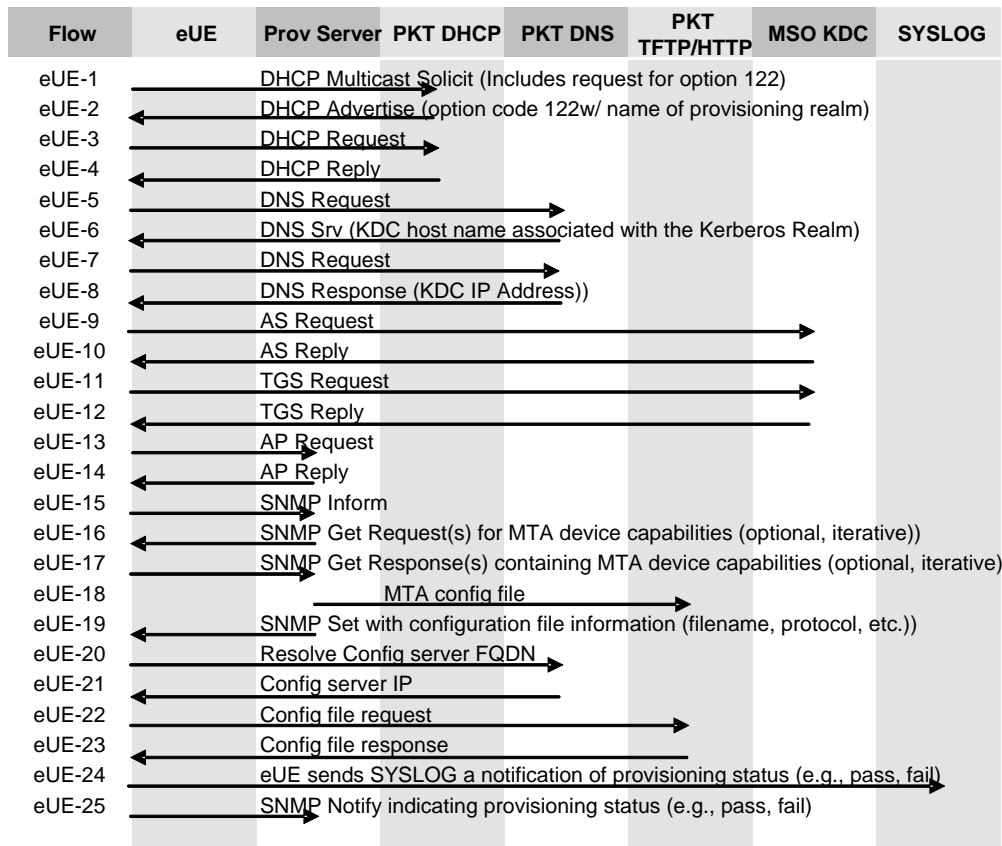 Flow eUE Prov Server PKT DHCP PKT DNS PKT TFTP/HTTP MSO KDC SYSLOG
eUE-1 DHCP Multicast Solicit (Includes request for option 122)
eUE-2 DHCP Advertise (option code 122w/ name of provisioning realm)
eUE-3 DHCP Request
eUE-4 DHCP Reply
eUE-5 DNS Request
eUE-6 DNS Srv (KDC host name associated with the Kerberos Realm)
eUE-7 DNS Request
eUE-8 DNS Response (KDC IP Address))
eUE-9 AS Request
eUE-10 AS Reply
eUE-11 TGS Request
eUE-12 TGS Reply
eUE-13 AP Request
eUE-14 AP Reply
eUE-15 SNMP Inform
eUE-16 SNMP Get Request(s) for MTA device capabilities (optional, iterative))
eUE-17 SNMP Get Response(s) containing MTA device capabilities (optional, iterative)
eUE-18 MTA config file
eUE-19 SNMP Set with configuration file information (filename, protocol, etc.))
eUE-20 Resolve Config server FQDN
eUE-21 Config server IP
eUE-22 Config file request
eUE-23 Config file response
eUE-24 eUE sends SYSLOG a notification of provisioning status (e.g., pass, fail)
eUE-25 SNMP Notify indicating provisioning status (e.g., pass, fail)